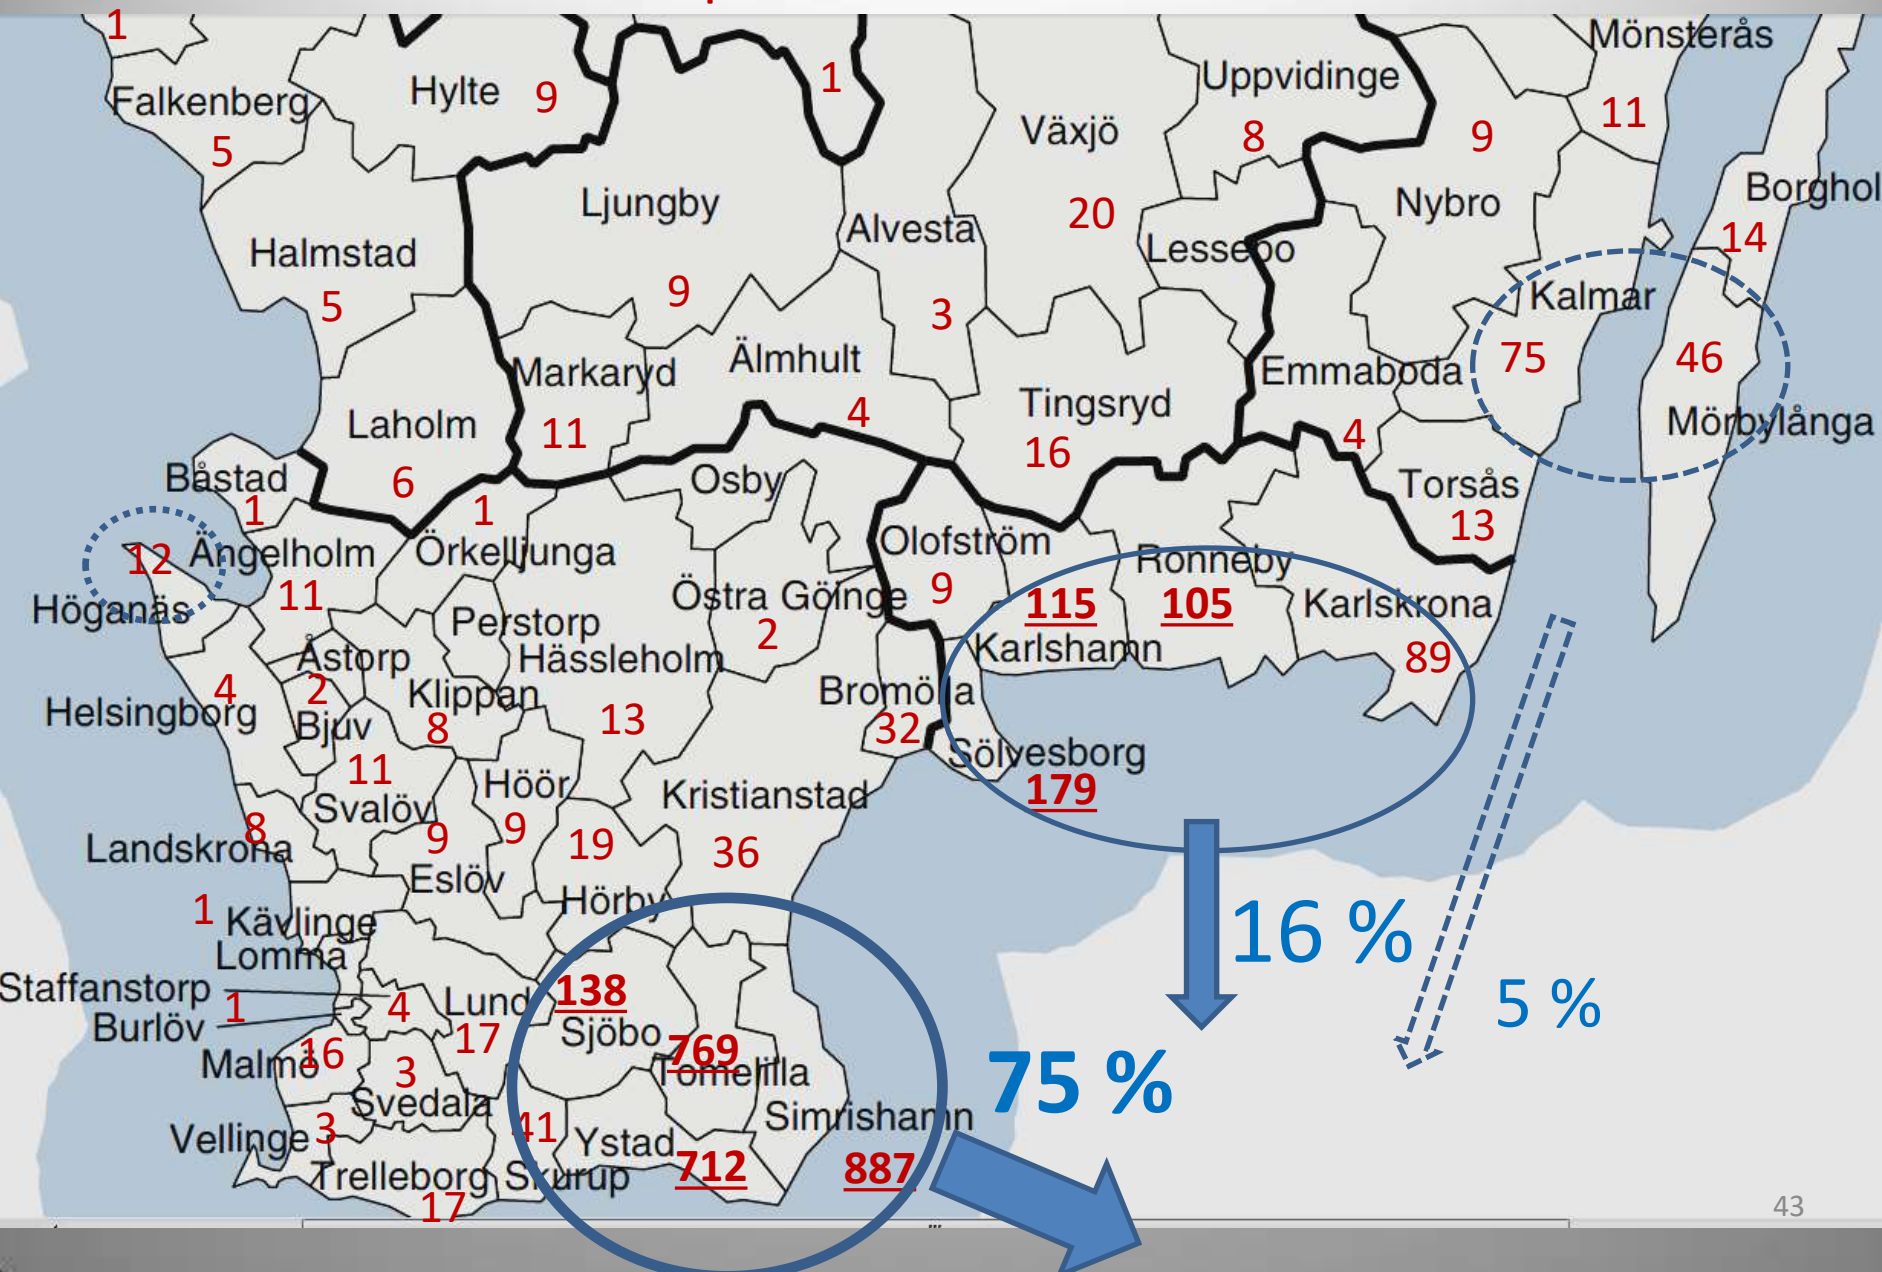 1
Mönsterås
Falkenberg
Hylte
9
1
Uppvidinge
11
5
Växjö
8
9
Ljungby
20
Nybro
Borghol
Halmstad
Alvesta
Lessebo
14
5
9
3
Kalmar
Markaryd
Älmhult
Emmaboda
75
46
Laholm
11
4
Tingsryd
4
Mörbylånga
Båstad
6
Osby
16
Torsås
1
1
13
12
Ängelholm
Örkelljunga
Olofström
Ronneby
Höganäs
11
Perstorp
Östra Göinge
9
115
105
Karlskrona
Åstorp
Hässleholm
2
Karlshamn
89
4
2
Klippan
Bromölla
Helsingborg
Bjuv
8
13
32
Sölvesborg
11
Höör
Kristianstad
179
Svalöv
8
9
9
19
36
Landskrona
Eslöv
Hörby
1
Kävlinge
16 %
Lomma
Staffanstorp
1
4
Lund
138
5 %
Burlöv
17
Sjöbo
769
Malmö
16
3
Tomelilla
75 %
Svedala
Simrishamn
Vellinge
3
41
Ystad
Trelleborg
Skurup
712
887
17
43